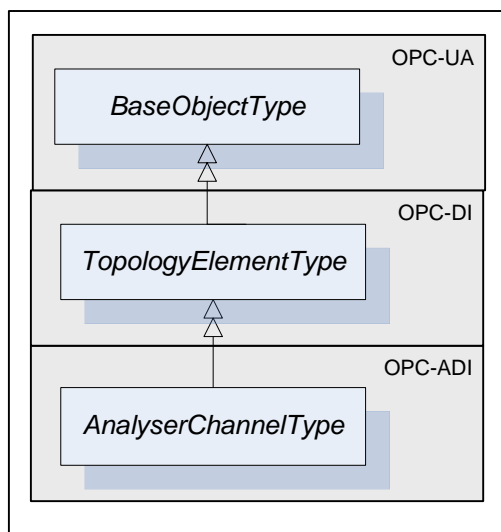 OPC-UA
BaseObjectType
OPC-DI
TopologyElementType
OPC-ADI
AnalyserChannelType